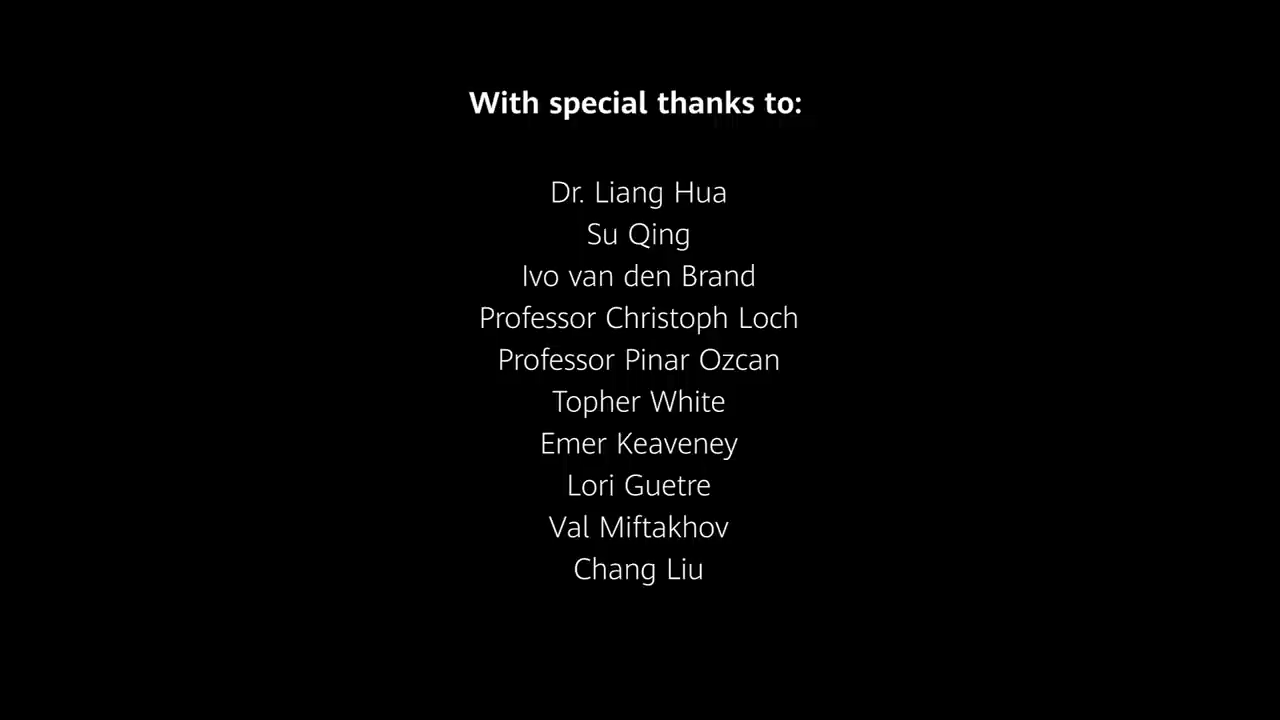 With special thanks to:
Dr. Liang Hua
Su Qing
Ivo van den Brand
Professor Christoph Loch
Professor Pinar Ozcan
Topher White
Emer Keaveney
Lori Guetre
Val Miftakhov
Chang Liu